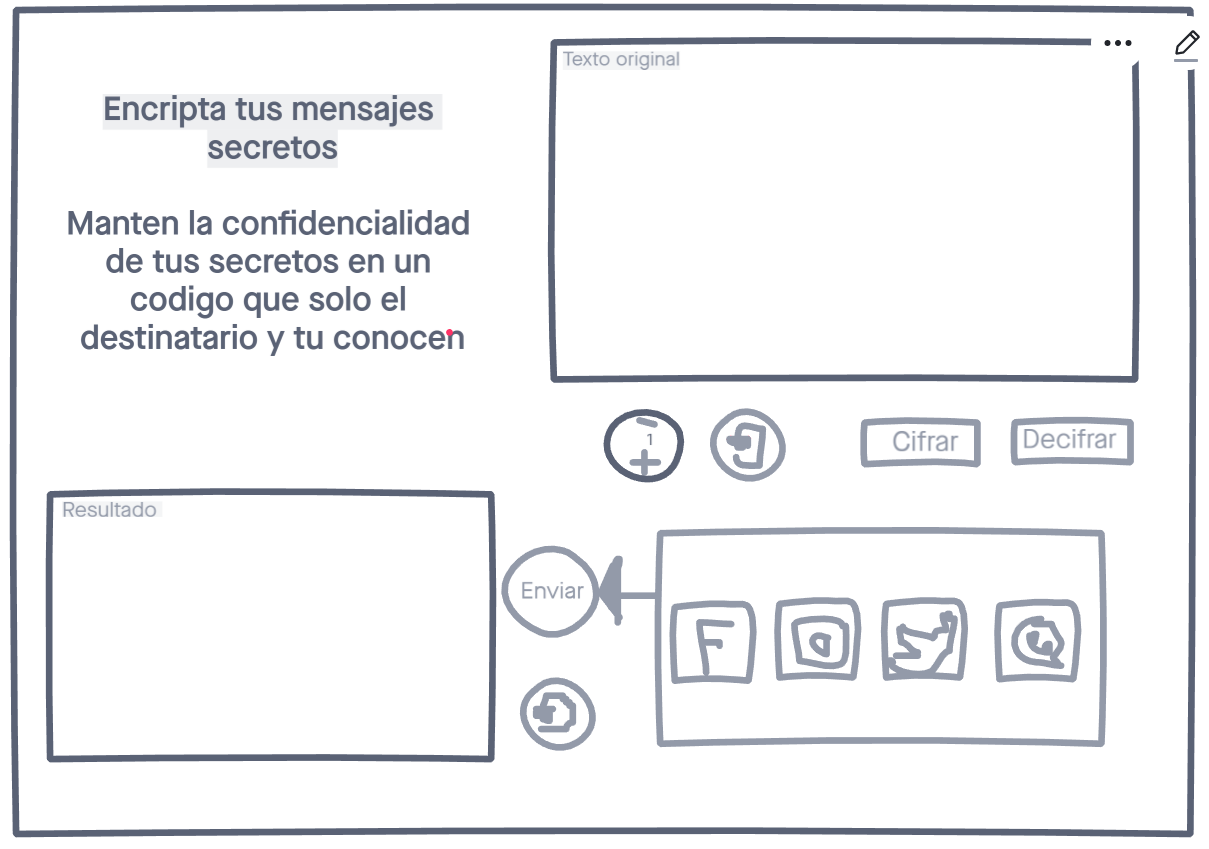 Texto original
Encripta tus mensajes
secretos
Manten la confidencialidad
de tus secretos en un
codigo que solo el
destinatario y tu conocen
1
Cifrar
Decifrar
Resultado
Enviar
F